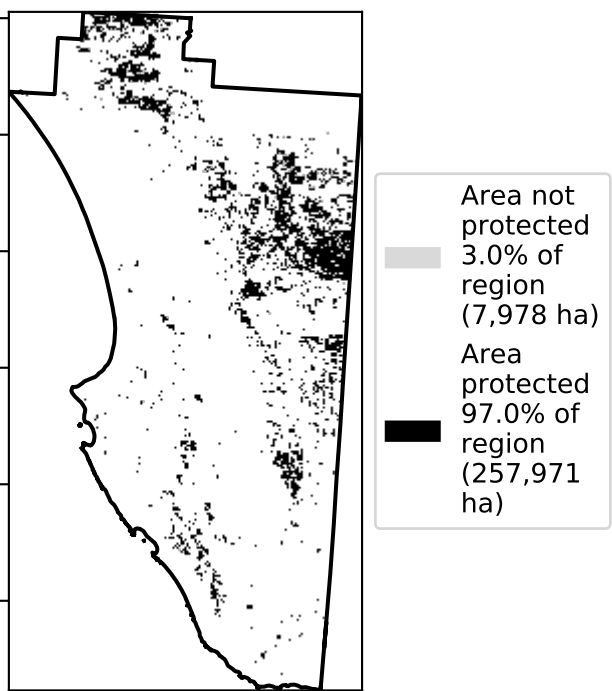 Area not
protected
3.0% of
region
(7,978 ha)
Area
protected
97.0% of
region
(257,971
ha)